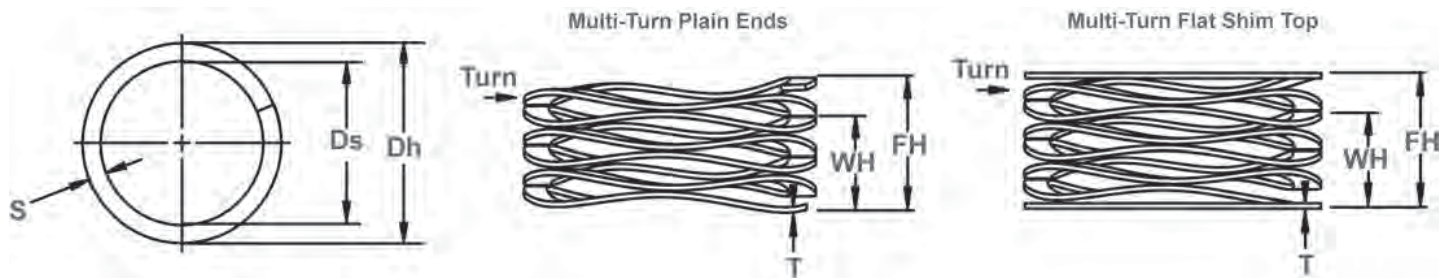 Multi-Turn Plain Ends
Multi-Turn Flat Shim Top
S
Ds
Dh
Turn
WH
FH
T
Turn
WH
FH
T